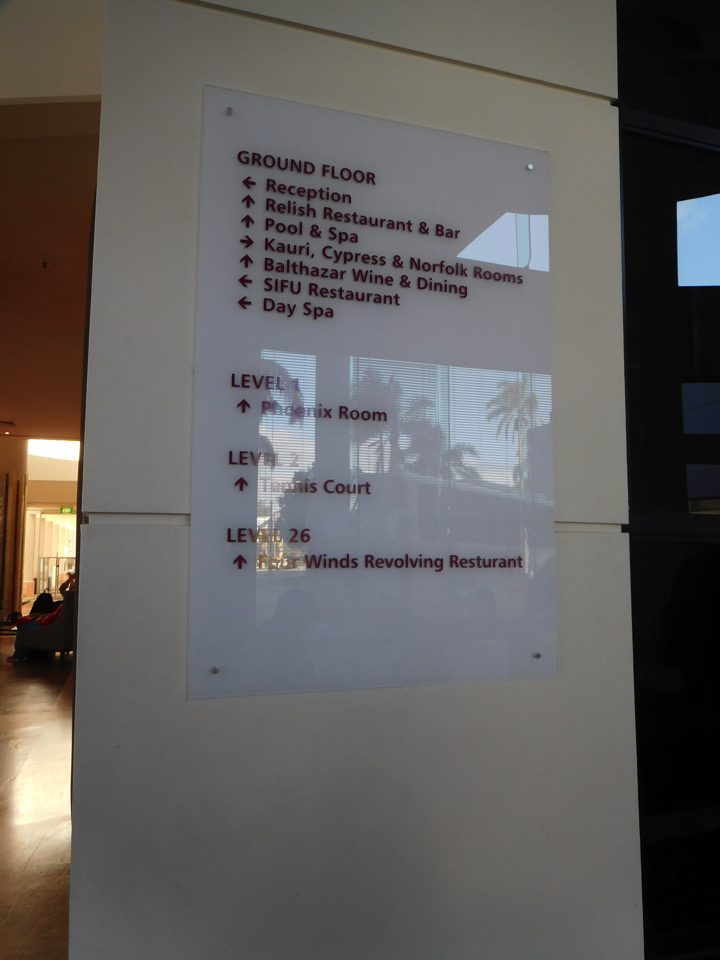 GROUND FLOOR
← Reception
↑ Relish Restaurant & Bar
↑ Pool & Spa
→ Kauri, Cypress & Norfolk Rooms
↑ Balthazar Wine & Dining
← SIFU Restaurant
← Day Spa
LEVEL 1
↑ Phoenix Room
LEVEL 2
↑ Tennis Court
LEVEL 26
↑ Four Winds Revolving Resturant